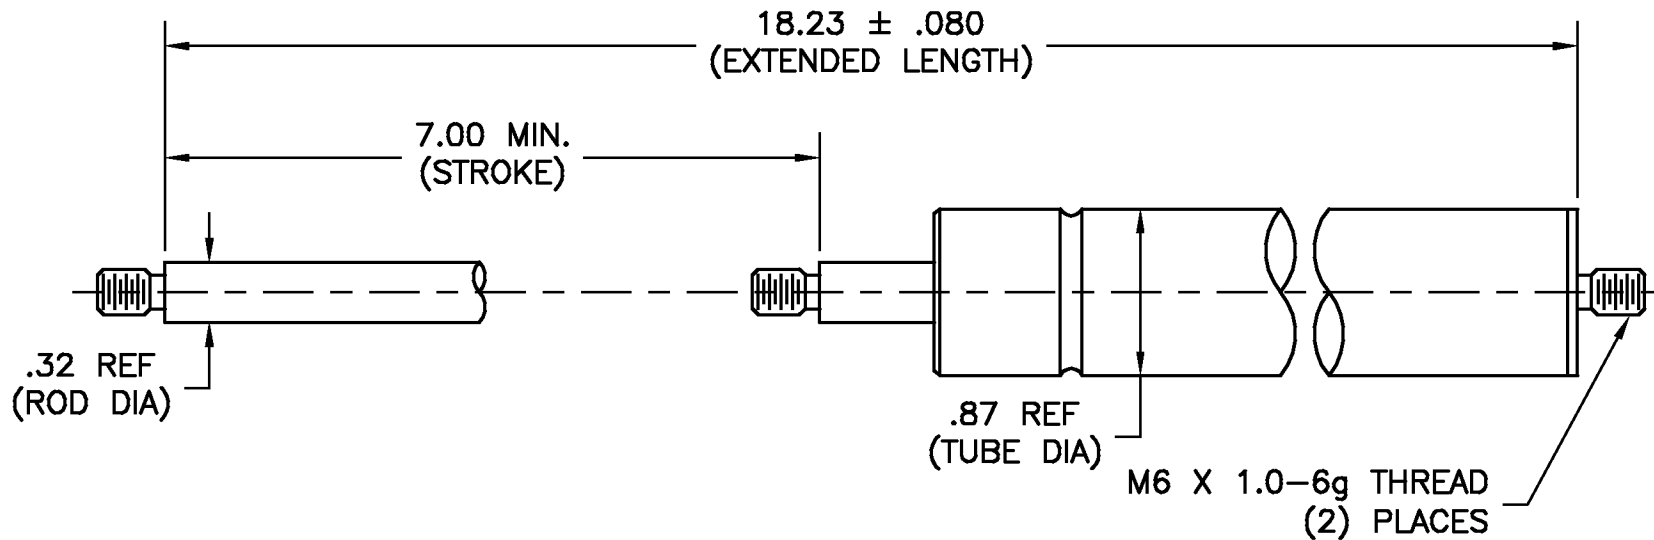 18.23 ± .080
(EXTENDED LENGTH)
7.00 MIN.
(STROKE)
.32 REF
(ROD DIA)
.87 REF
(TUBE DIA)
M6 X 1.0-6g THREAD
(2) PLACES